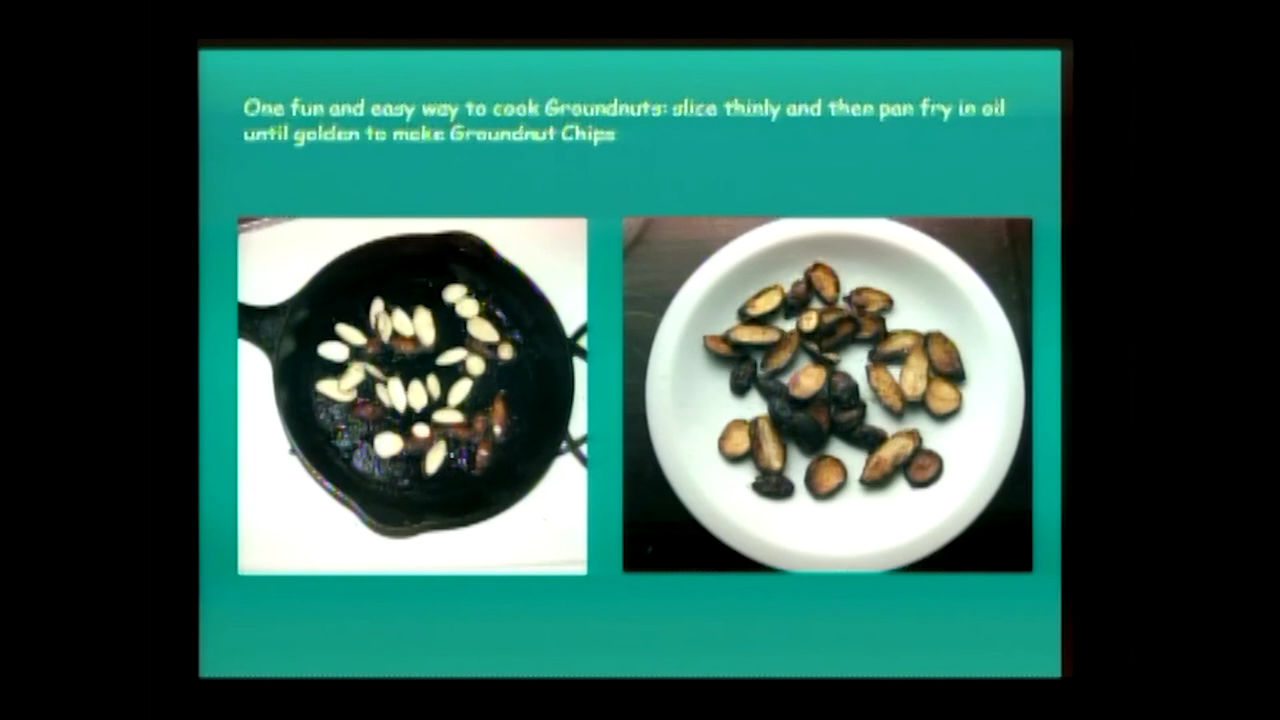 One fun and easy way to cook Groundnuts: slice thinly and then pan fry in oil
until golden to make Groundnut Chips